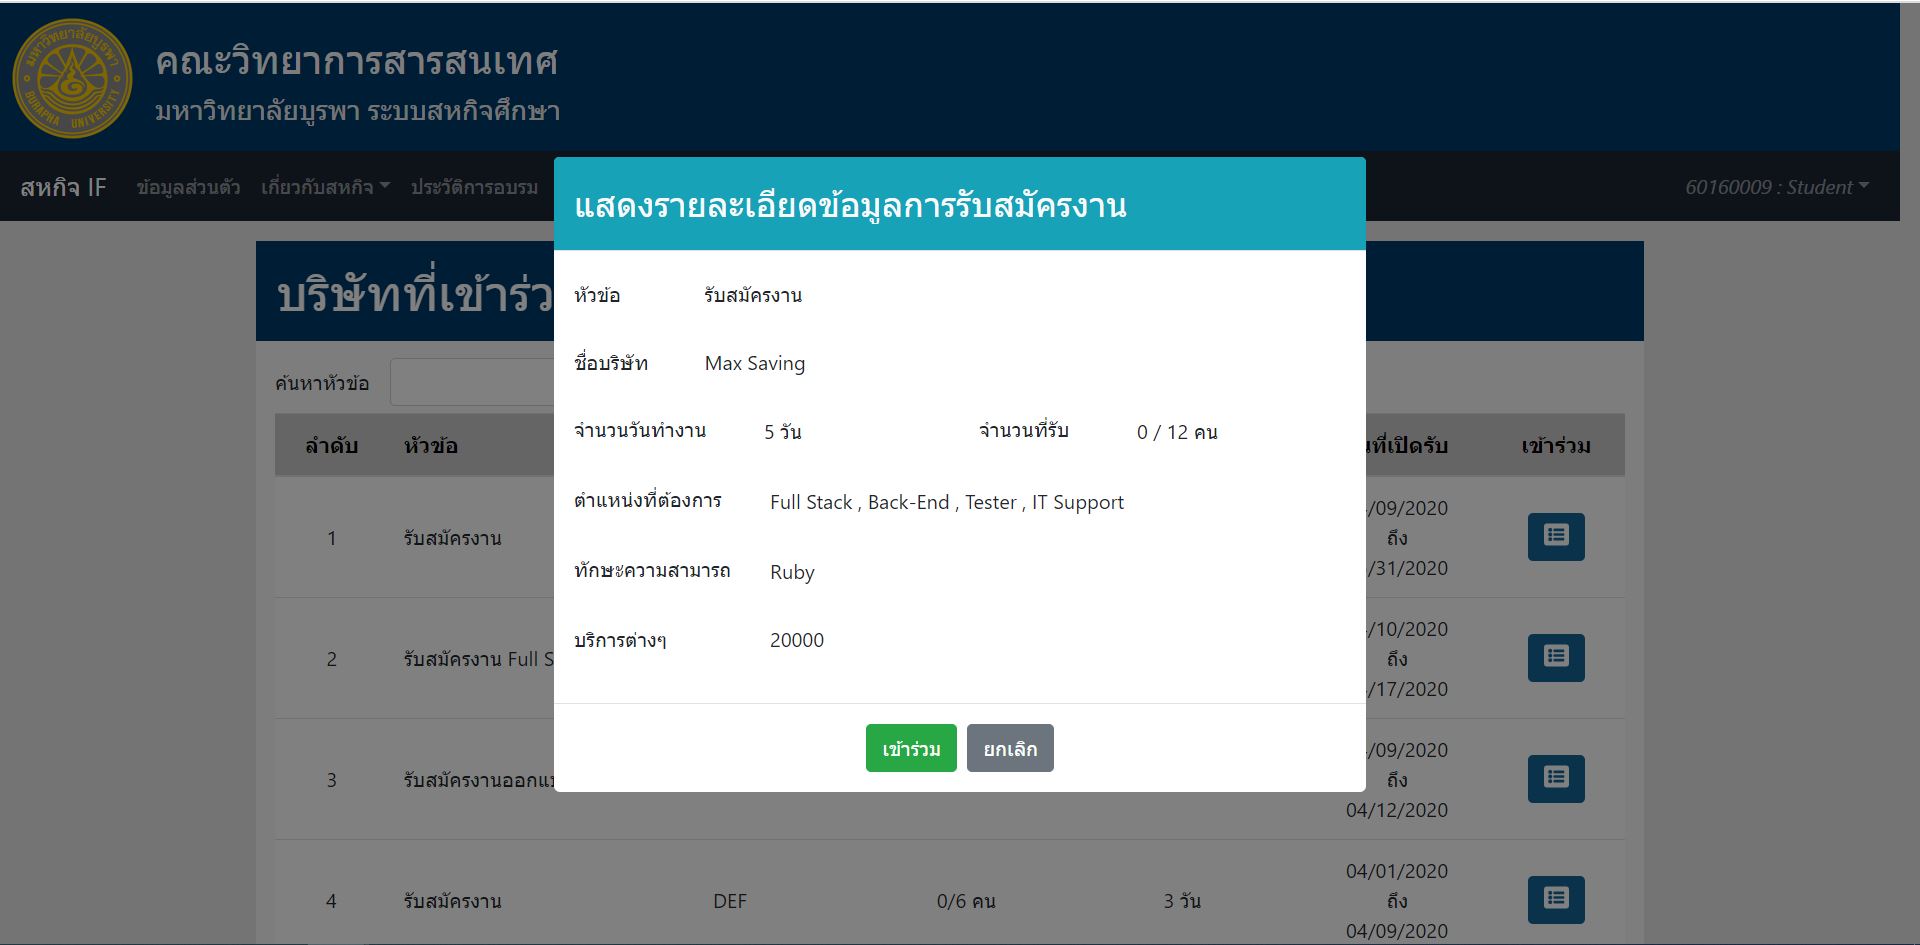 มหาวิทยาลัยบูรพา
BURAPHA UNIVERSITY
คณะวิทยาการสารสนเทศ
มหาวิทยาลัยบูรพา ระบบสหกิจศึกษา
สหกิจ IF ข้อมูลส่วนตัว เกี่ยวกับสหกิจ ประวัติการอบรม 60160009 : Student
แสดงรายละเอียดข้อมูลการรับสมัครงาน
หัวข้อ รับสมัครงาน
ชื่อบริษัท Max Saving
จำนวนวันทำงาน 5 วัน จำนวนที่รับ 0 / 12 คน
ตำแหน่งที่ต้องการ Full Stack , Back-End , Tester , IT Support
ทักษะความสามารถ Ruby
บริการต่างๆ 20000
เข้าร่วม ยกเลิก
บริษัทที่เข้าร่ว
ค้นหาหัวข้อ
ลำดับ หัวข้อ ที่เปิดรับ เข้าร่วม
1 รับสมัครงาน /09/2020
ถึง
/31/2020
2 รับสมัครงาน Full S /10/2020
ถึง
/17/2020
3 รับสมัครงานออกแ /09/2020
ถึง
04/12/2020
4 รับสมัครงาน DEF 0/6 คน 3 วัน 04/01/2020
ถึง
04/09/2020